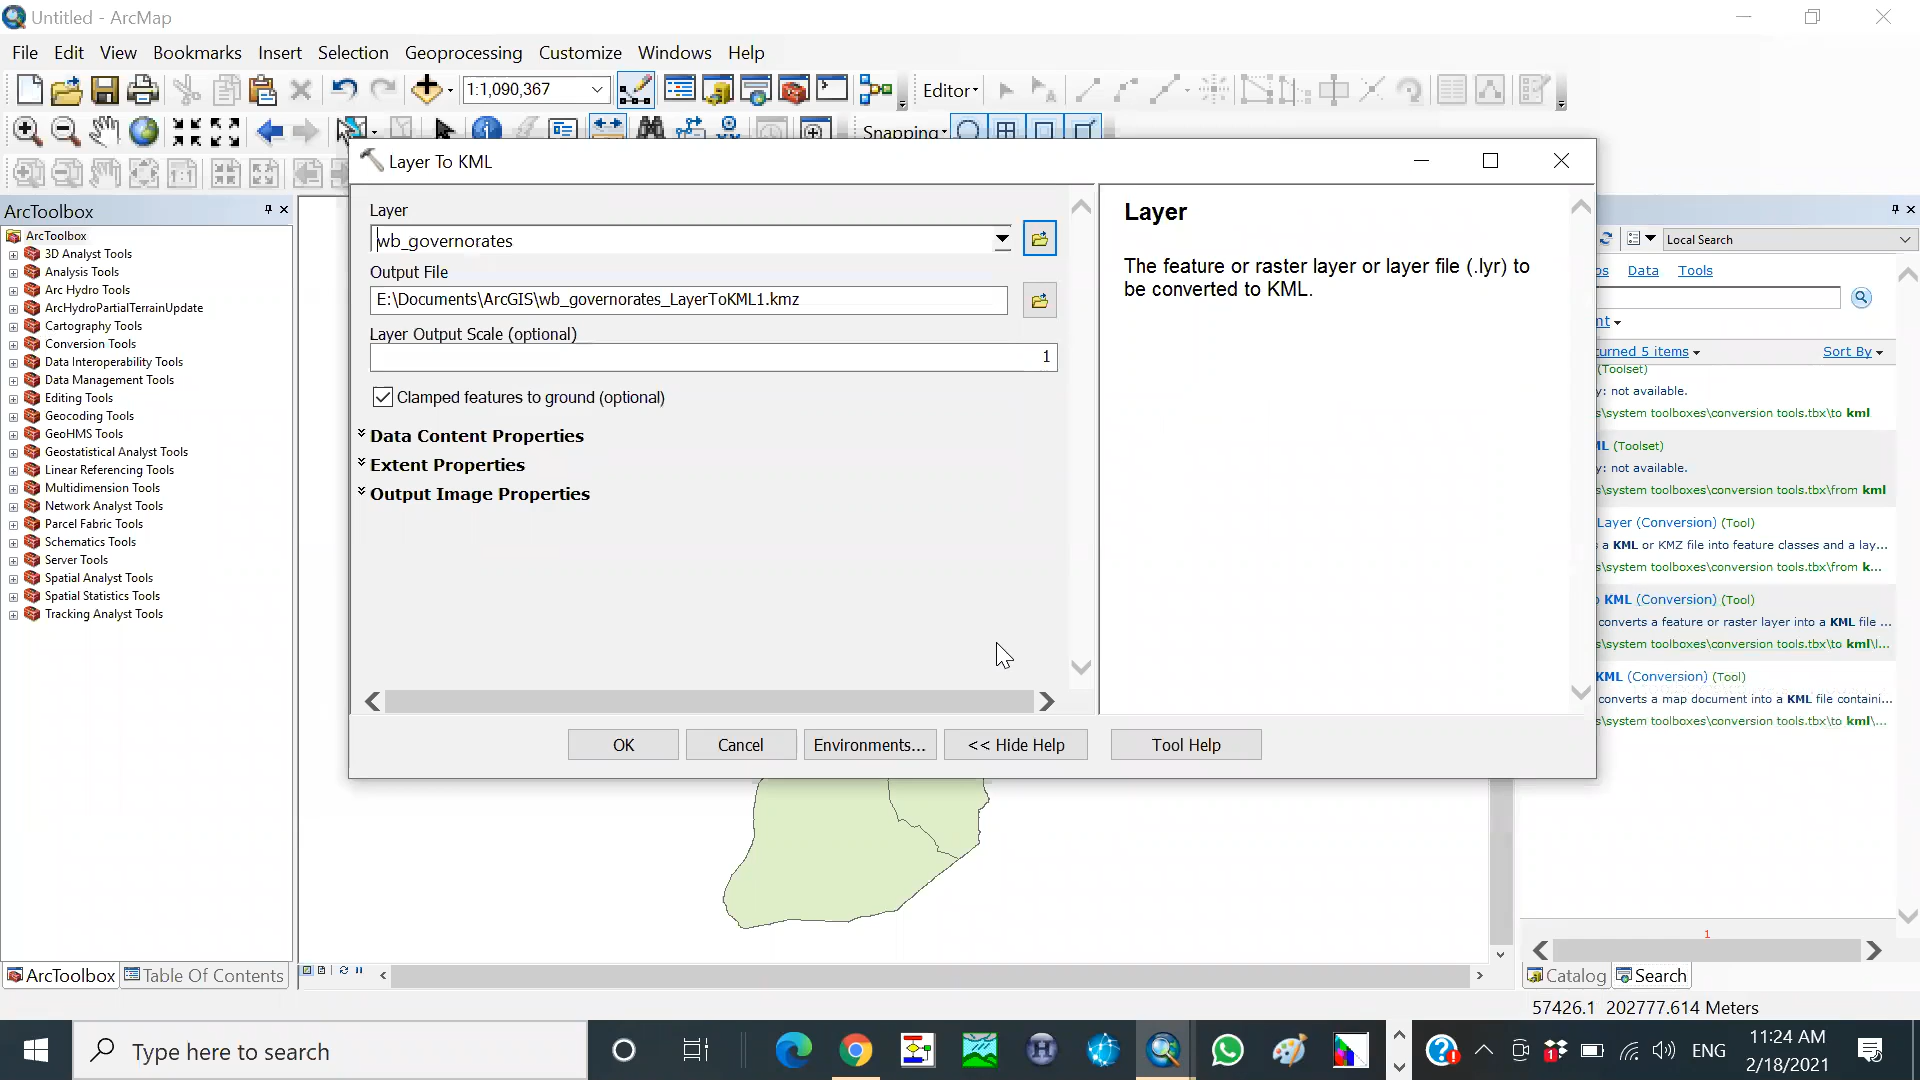 Untitled - ArcMap
File Edit View Bookmarks Insert Selection Geoprocessing Customize Windows Help
1:1,090,367
Editor
Snapping
1:1
ArcToolbox
ArcToolbox
3D Analyst Tools
Analysis Tools
Arc Hydro Tools
ArcHydroPartialTerrainUpdate
Cartography Tools
Conversion Tools
Data Interoperability Tools
Data Management Tools
Editing Tools
Geocoding Tools
GeoHMS Tools
Geostatistical Analyst Tools
Linear Referencing Tools
Multidimension Tools
Network Analyst Tools
Parcel Fabric Tools
Schematics Tools
Server Tools
Spatial Analyst Tools
Spatial Statistics Tools
Tracking Analyst Tools
ArcToolbox Table Of Contents
Layer To KML
Layer
wb_governorates
Output File
E:\Documents\ArcGIS\wb_governorates_LayerToKML1.kmz
Layer Output Scale (optional)
1
Clamped features to ground (optional)
Data Content Properties
Extent Properties
Output Image Properties
OK Cancel Environments... << Hide Help Tool Help
Layer
The feature or raster layer or layer file (.lyr) to
be converted to KML.
Local Search
ps Data Tools
nt
turned 5 items Sort By
(Toolset)
y: not available.
s\system toolboxes\conversion tools.tbx\to kml
ML (Toolset)
y: not available.
s\system toolboxes\conversion tools.tbx\from kml
Layer (Conversion) (Tool)
a KML or KMZ file into feature classes and a lay...
s\system toolboxes\conversion tools.tbx\from k...
o KML (Conversion) (Tool)
converts a feature or raster layer into a KML file ...
s\system toolboxes\conversion tools.tbx\to kml\l...
KML (Conversion) (Tool)
converts a map document into a KML file containi...
s\system toolboxes\conversion tools.tbx\to kml\...
1
Catalog Search
57426.1 202777.614 Meters
Type here to search
ENG
11:24 AM
2/18/2021